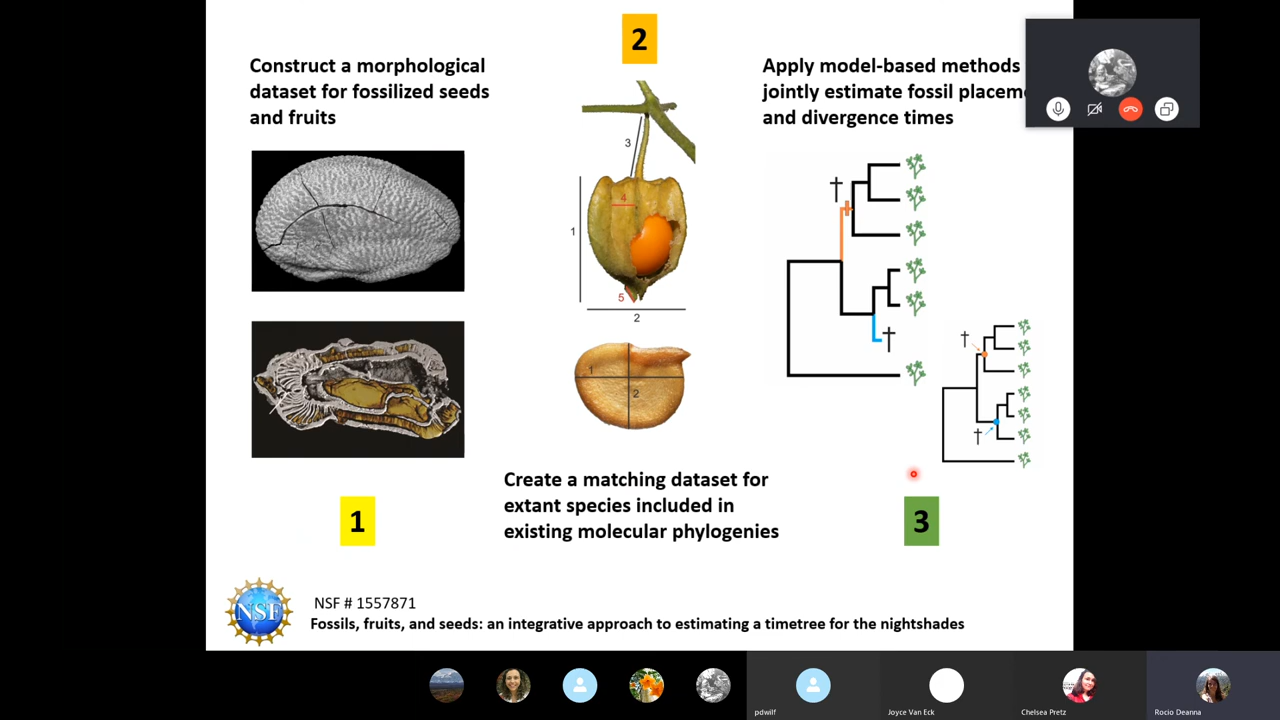 Construct a morphological
dataset for fossilized seeds
and fruits
1
2
3
4
1
5
2
1
2
Create a matching dataset for
extant species included in
existing molecular phylogenies
Apply model-based methods
jointly estimate fossil
and divergence times
†
†
†
†
3
NSF
NSF # 1557871
Fossils, fruits, and seeds: an integrative approach to estimating a timetree for the nightshades
pdwilf
Joyce Van Eck
Chelsea Pretz
Rocio Deanna